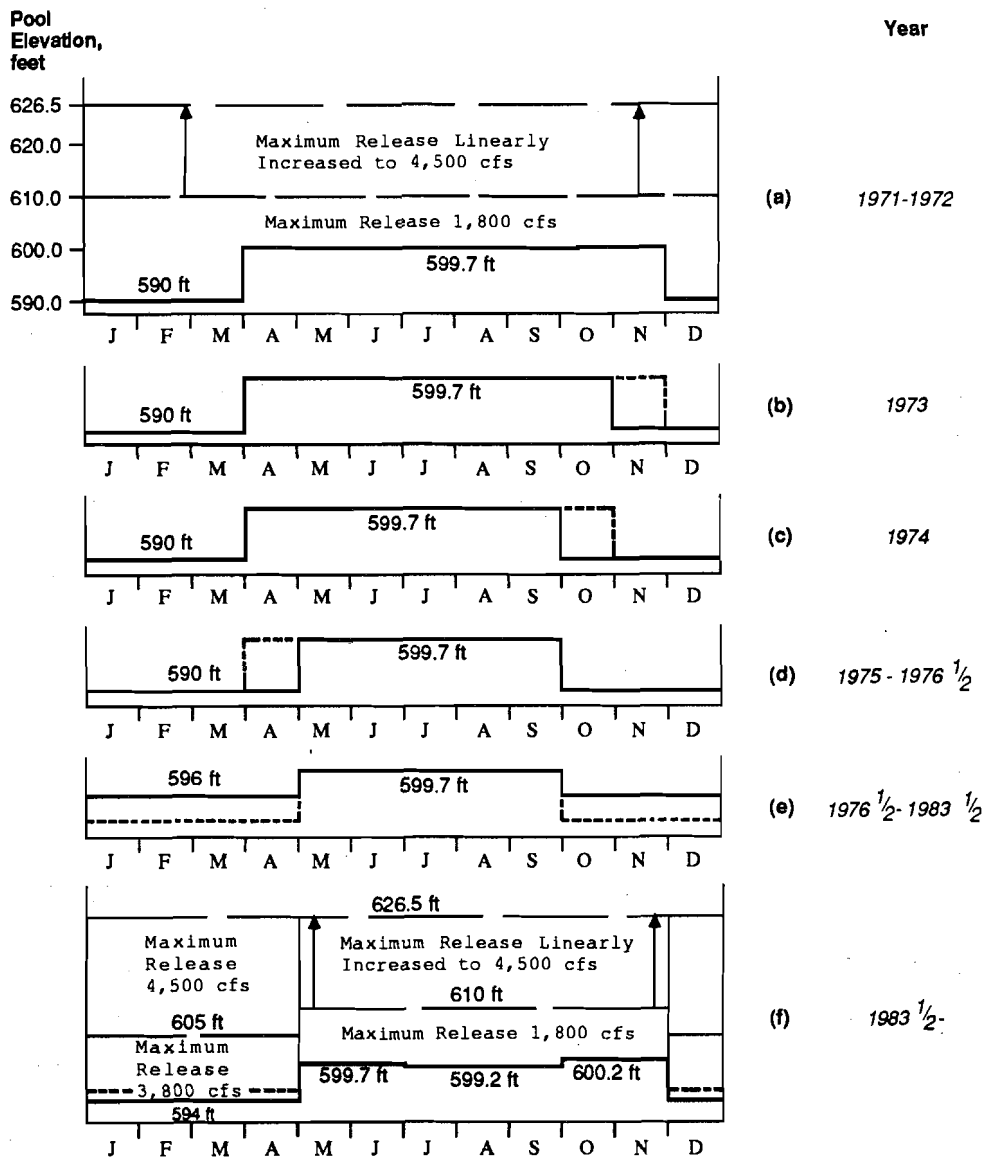 Pool
Elevation,
feet
Year
626.5
620.0
610.0
600.0
590.0
Maximum Release Linearly
Increased to 4,500 cfs
Maximum Release 1,800 cfs
590 ft
599.7 ft
J F M A M J J A S O N D
(a) 1971-1972
590 ft
599.7 ft
J F M A M J J A S O N D
(b) 1973
590 ft
599.7 ft
J F M A M J J A S O N D
(c) 1974
590 ft
599.7 ft
J F M A M J J A S O N D
(d) 1975 - 1976 1/2
596 ft
599.7 ft
J F M A M J J A S O N D
(e) 1976 1/2 - 1983 1/2
626.5 ft
Maximum
Release
4,500 cfs
Maximum Release Linearly
Increased to 4,500 cfs
610 ft
605 ft
Maximum Release 1,800 cfs
Maximum
Release
3,800 cfs
594 ft
599.7 ft
599.2 ft
600.2 ft
J F M A M J J A S O N D
(f) 1983 1/2-